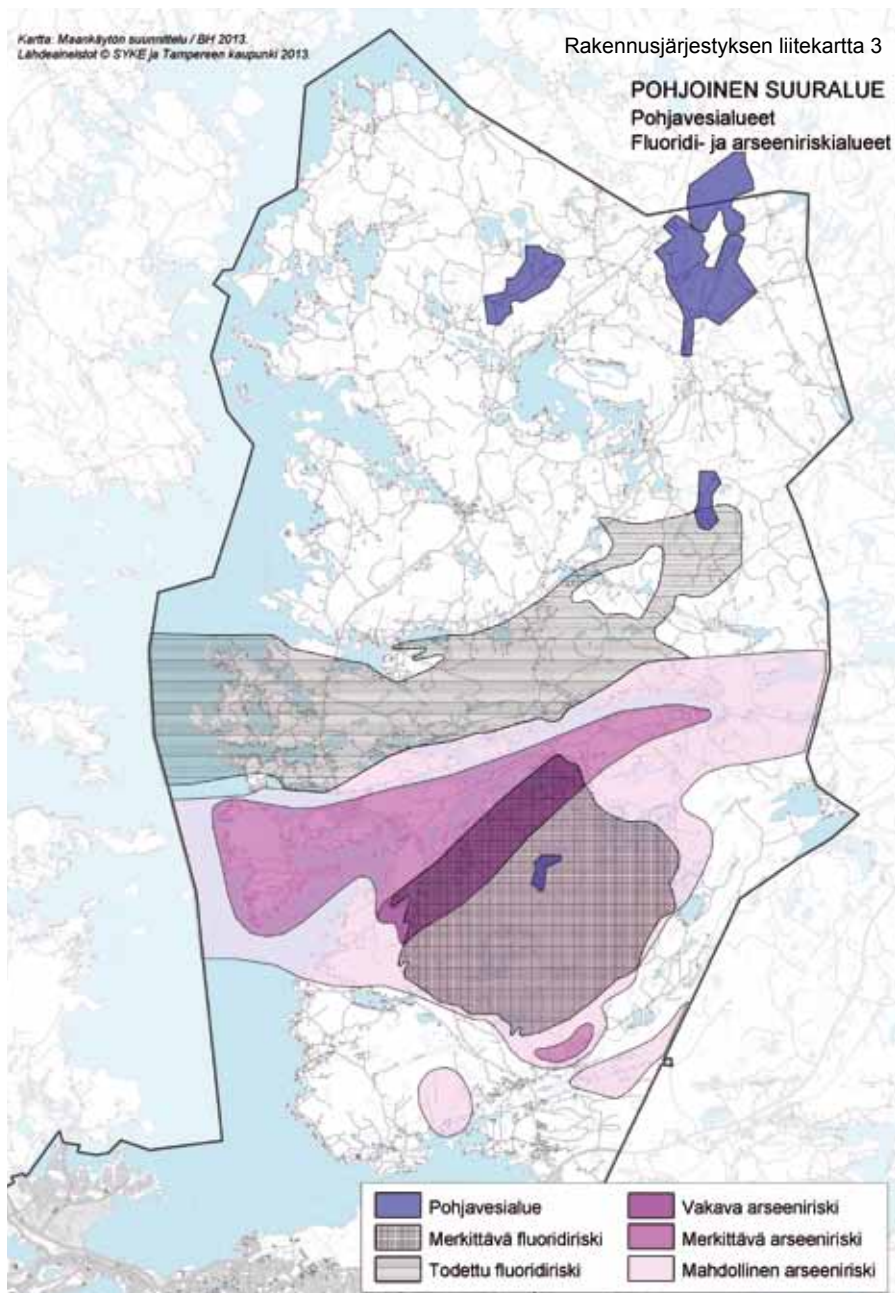 Kartta: Maankäytön suunnittelu / BH 2013.
Lähdeaineistot © SYKE ja Tampereen kaupunki 2013.
Rakennusjärjestyksen liitekartta 3
POHJOINEN SUURALUE
Pohjavesialueet
Fluoridi- ja arseeniriskialueet
Pohjavesialue
Merkittävä fluoridiriski
Todettu fluoridiriski
Vakava arseeniriski
Merkittävä arseeniriski
Mahdollinen arseeniriski